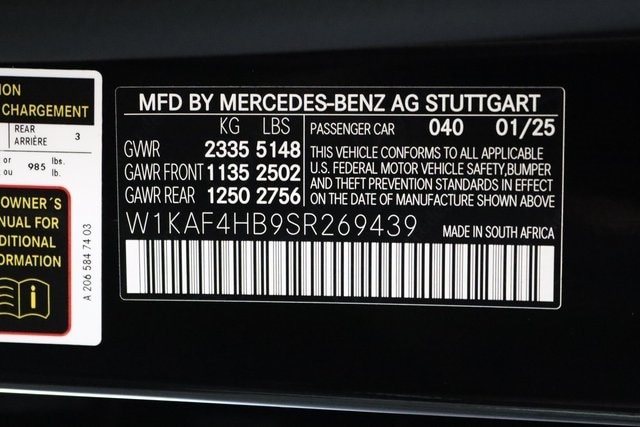 ION
CHARGEMENT
REAR
ARRIÈRE 3
or
ou 985 lbs.
lb.
OWNER´S
NUAL FOR
DITIONAL
ORMATION
i
A 206 584 74 03
MFD BY MERCEDES-BENZ AG STUTTGART
KG LBS
GVWR 2335 5148
GAWR FRONT 1135 2502
GAWR REAR 1250 2756
PASSENGER CAR 040 01/25
THIS VEHICLE CONFORMS TO ALL APPLICABLE
U.S. FEDERAL MOTOR VEHICLE SAFETY,BUMPER
AND THEFT PREVENTION STANDARDS IN EFFECT
ON THE DATE OF MANUFACTURE SHOWN ABOVE
W1KAF4HB9SR269439
MADE IN SOUTH AFRICA